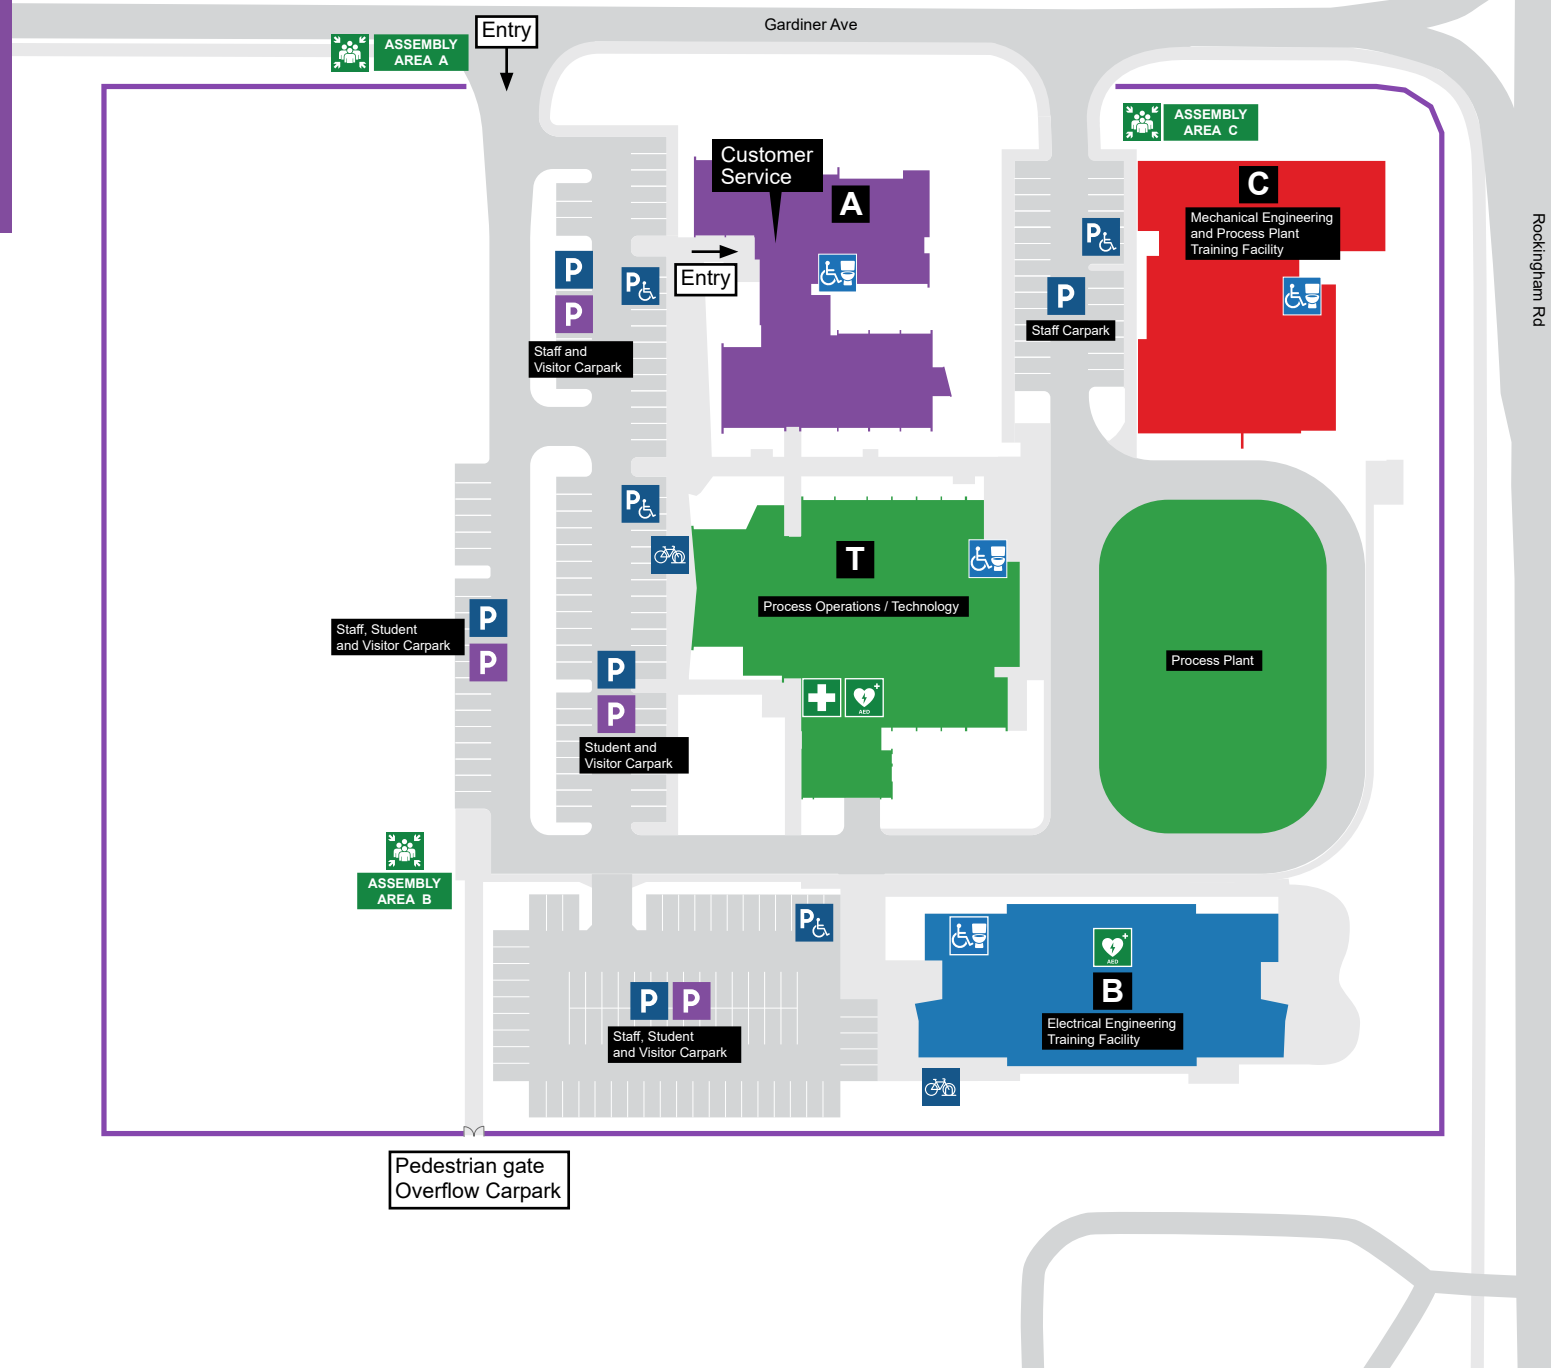 Gardiner Ave
Entry
ASSEMBLY
AREA A
ASSEMBLY
AREA C
Customer
Service
A
C
Mechanical Engineering
and Process Plant
Training Facility
Rockingham Rd
P
P
P
Entry
P
P
Staff Carpark
Staff and
Visitor Carpark
P
T
Process Operations / Technology
P
Staff, Student
and Visitor Carpark
P
P
P
Process Plant
AED
Student and
Visitor Carpark
ASSEMBLY
AREA B
P
AED
B
P
P
Electrical Engineering
Training Facility
Staff, Student
and Visitor Carpark
Pedestrian gate
Overflow Carpark